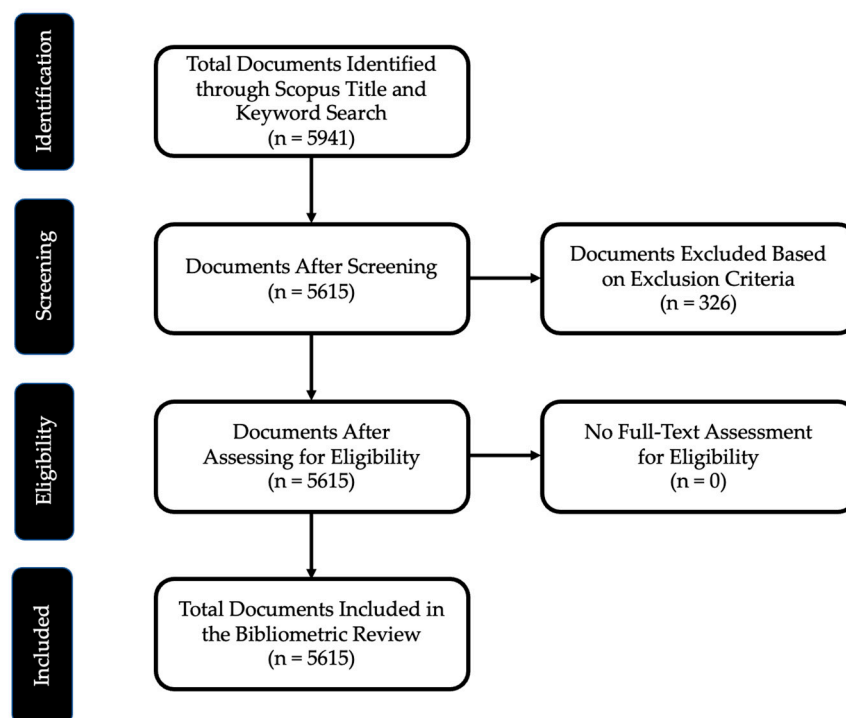 Identification
Total Documents Identified
through Scopus Title and
Keyword Search
(n = 5941)
Screening
Documents After Screening
(n = 5615)
Documents Excluded Based
on Exclusion Criteria
(n = 326)
Eligibility
Documents After
Assessing for Eligibility
(n = 5615)
No Full-Text Assessment
for Eligibility
(n = 0)
Included
Total Documents Included in
the Bibliometric Review
(n = 5615)